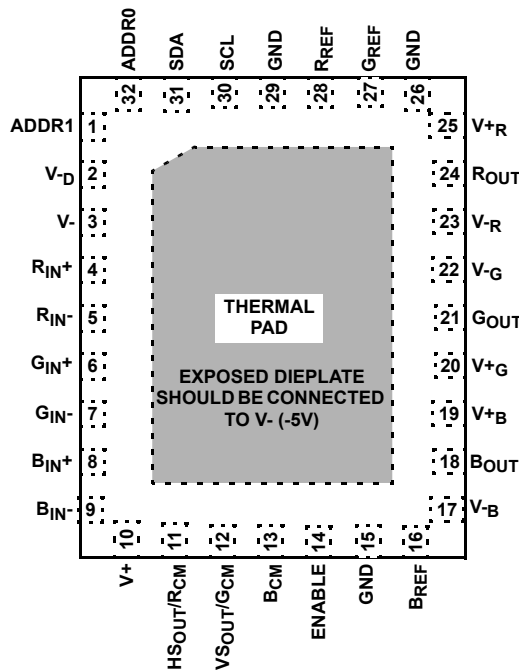 ADDR0
SDA
SCL
GND
RREF
GREF
GND
32
31
30
29
28
27
26
ADDR1 1
V-D 2
V- 3
RIN+ 4
RIN- 5
GIN+ 6
GIN- 7
BIN+ 8
BIN- 9
THERMAL
PAD
EXPOSED DIEPLATE
SHOULD BE CONNECTED
TO V- (-5V)
25 V+R
24 ROUT
23 V-R
22 V-G
21 GOUT
20 V+G
19 V+B
18 BOUT
17 V-B
10
11
12
13
14
15
16
V+
HSOUT/RCM
VSOUT/GCM
BCM
ENABLE
GND
BREF